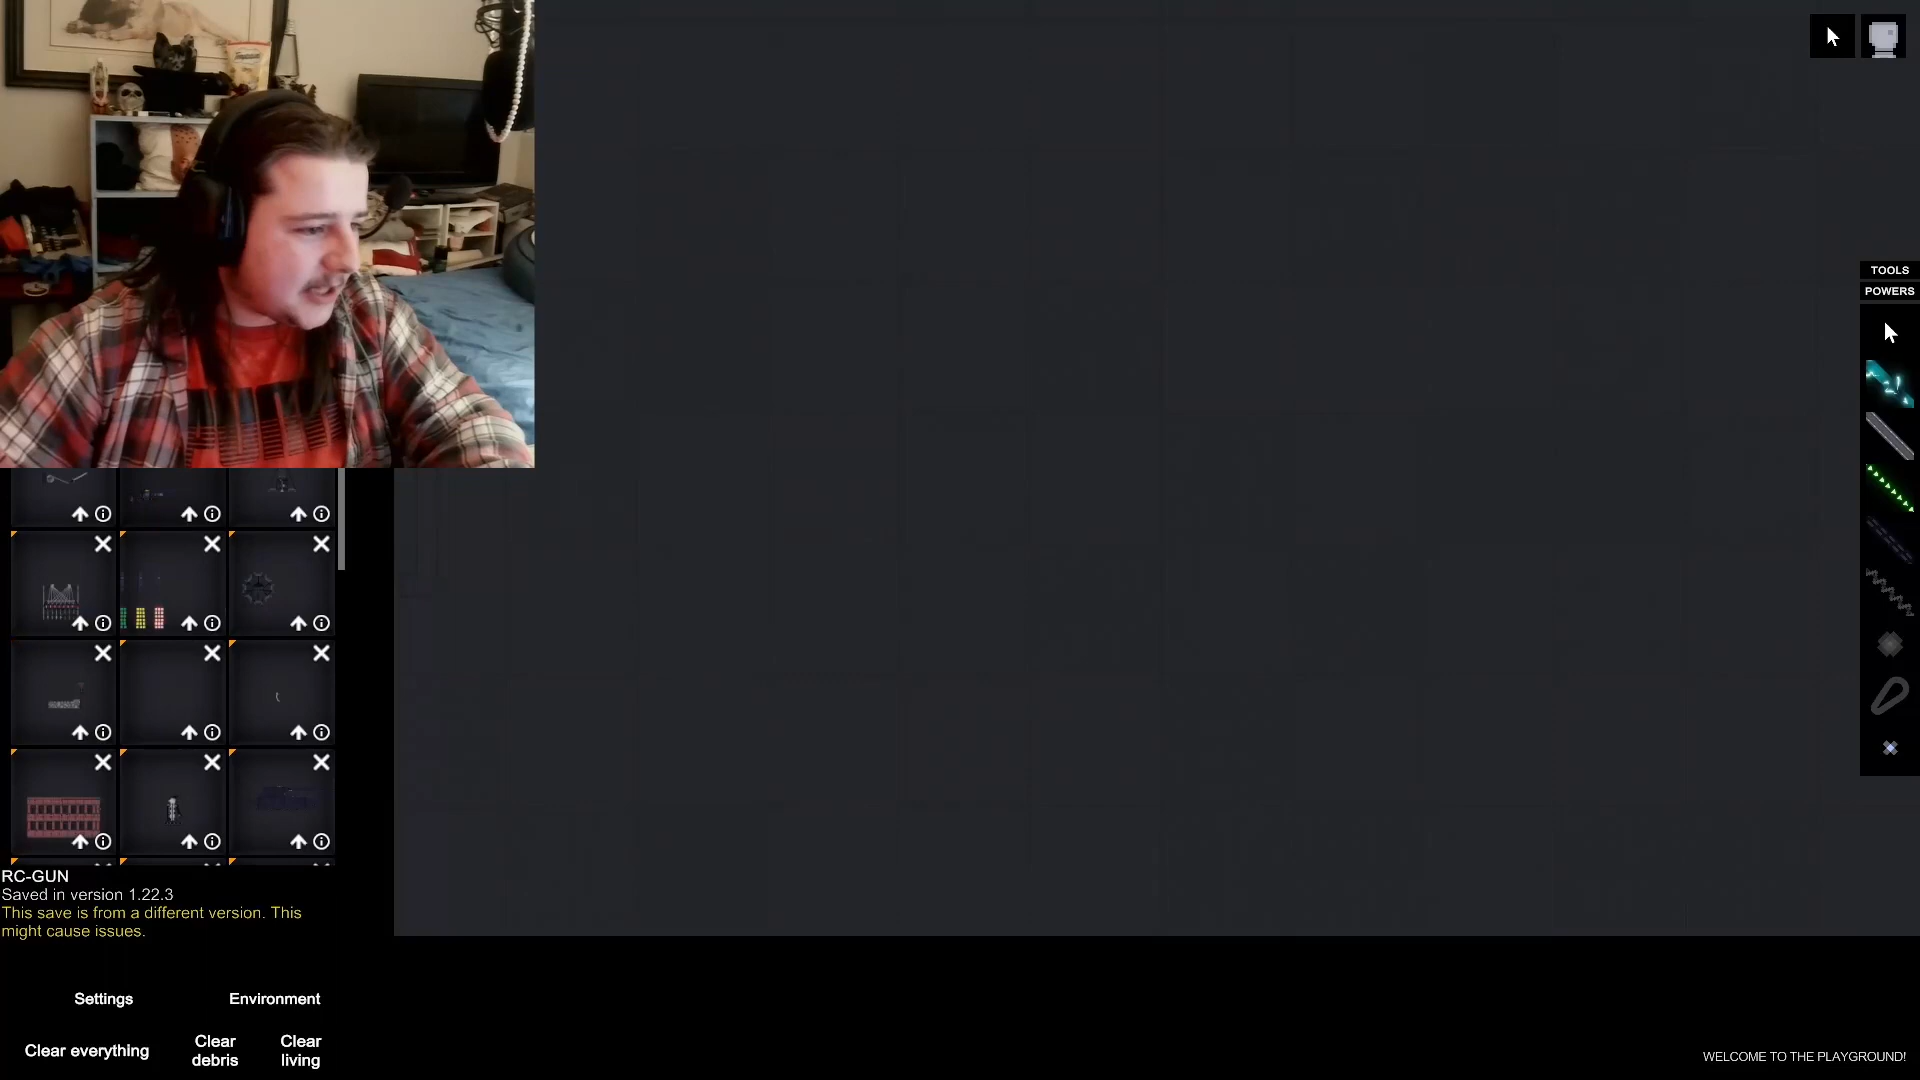 TOOLS
POWERS
RC-GUN
Saved in version 1.22.3
This save is from a different version. This
might cause issues.
Settings
Environment
Clear everything
Clear
debris
Clear
living
WELCOME TO THE PLAYGROUND!